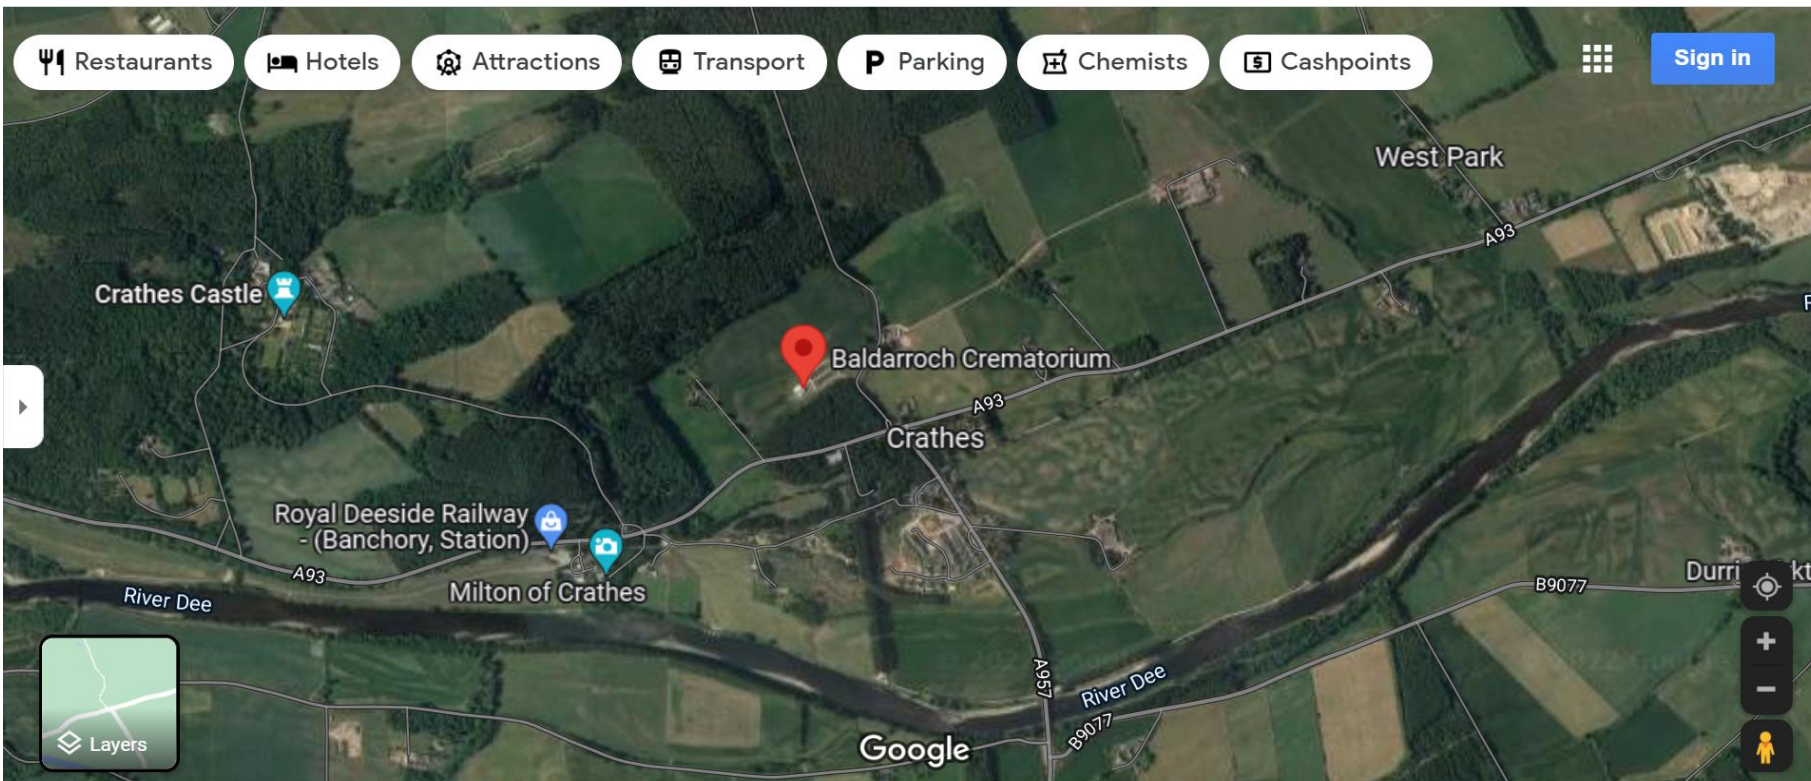 Restaurants
Hotels
Attractions
Transport
P
Parking
Chemists
$
Cashpoints
Sign in
West Park
A93
Crathes Castle
Baldarroch Crematorium
A93
Crathes
Royal Deeside Railway
- (Banchory, Station)
A93
Milton of Crathes
River Dee
B9077
A957
River Dee
B9077
Layers
Google